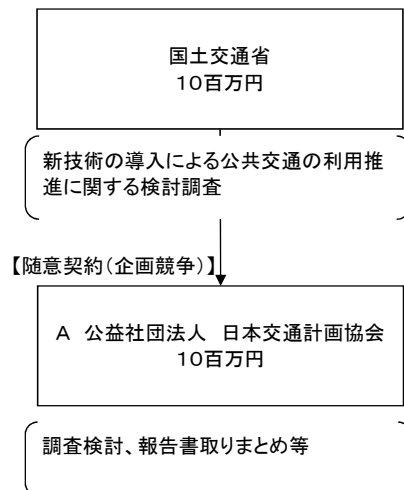 国土交通省
10百万円
新技術の導入による公共交通の利用推
進に関する検討調査
【随意契約(企画競争)】
A 公益社団法人 日本交通計画協会
10百万円
調査検討、報告書取りまとめ等